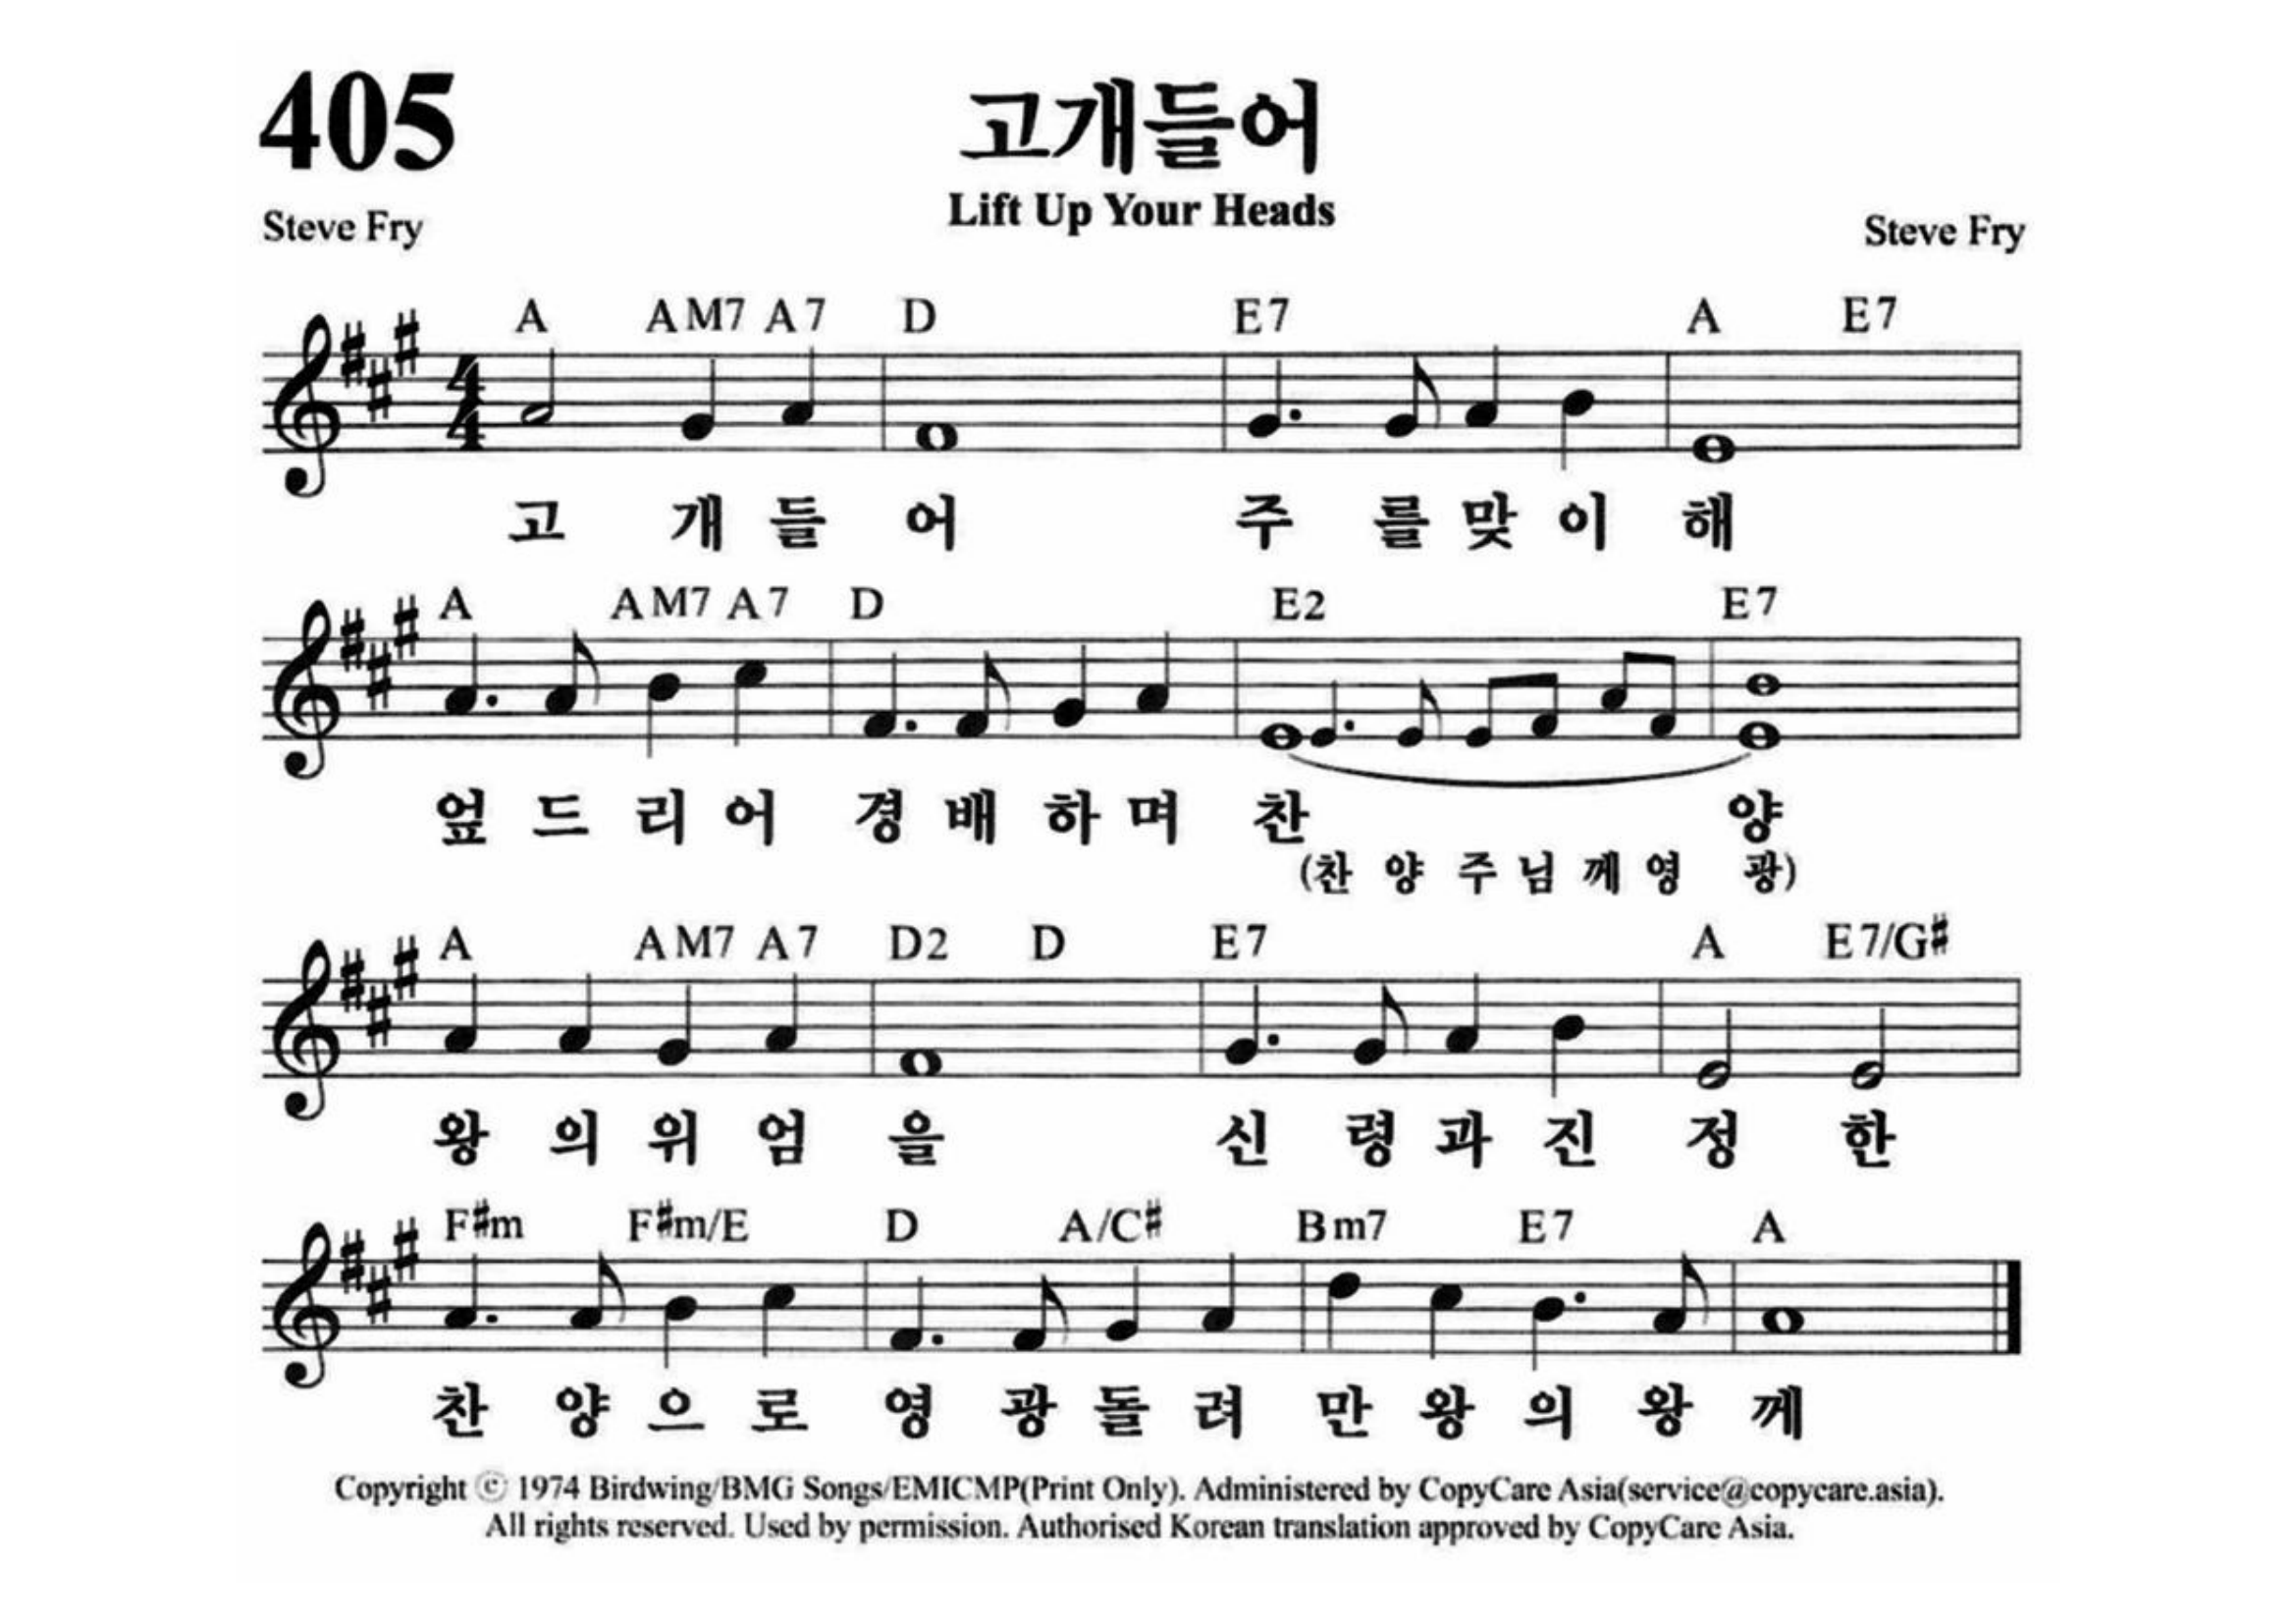 405
고개들어
Lift Up Your Heads
Steve Fry
Steve Fry
A AM7 A7 D E7 A E7
4
4
고 개 들 어 주 를 맞 이 해
A AM7 A7 D E2 E7
엎 드 리 어 경 배 하 며 찬 양
(찬 양 주 님 께 영 광)
A AM7 A7 D2 D E7 A E7/G#
왕 의 위 엄 을 신 령 과 진 정 한
F#m F#m/E D A/C# Bm7 E7 A
찬 양 으 로 영 광 돌 려 만 왕 의 왕 께
Copyright © 1974 Birdwing/BMG Songs/EMICMP(Print Only). Administered by CopyCare Asia(service@copycare.asia).
All rights reserved. Used by permission. Authorised Korean translation approved by CopyCare Asia.